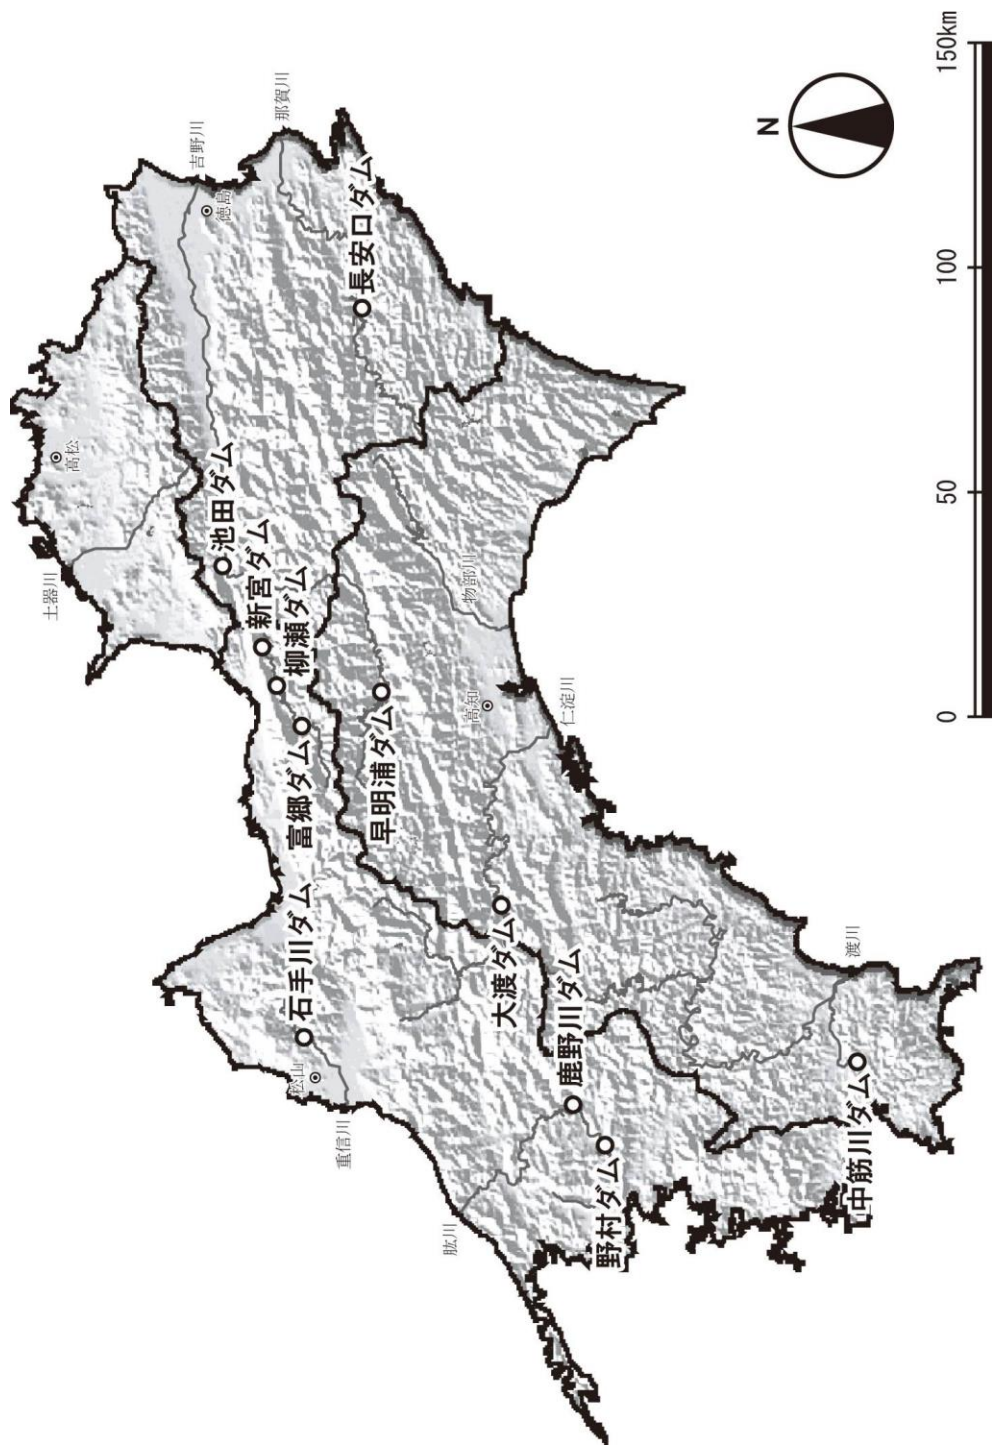 土器川
高松
吉野川
徳島
那賀川
池田ダム
新宮ダム
柳瀬ダム
富郷ダム
長安口ダム
早明浦ダム
石手川ダム
松山
重信川
物部川
高知
仁淀川
大渡ダム
鹿野川ダム
肱川
野村ダム
渡川
中筋川ダム
N
0
50
100
150km